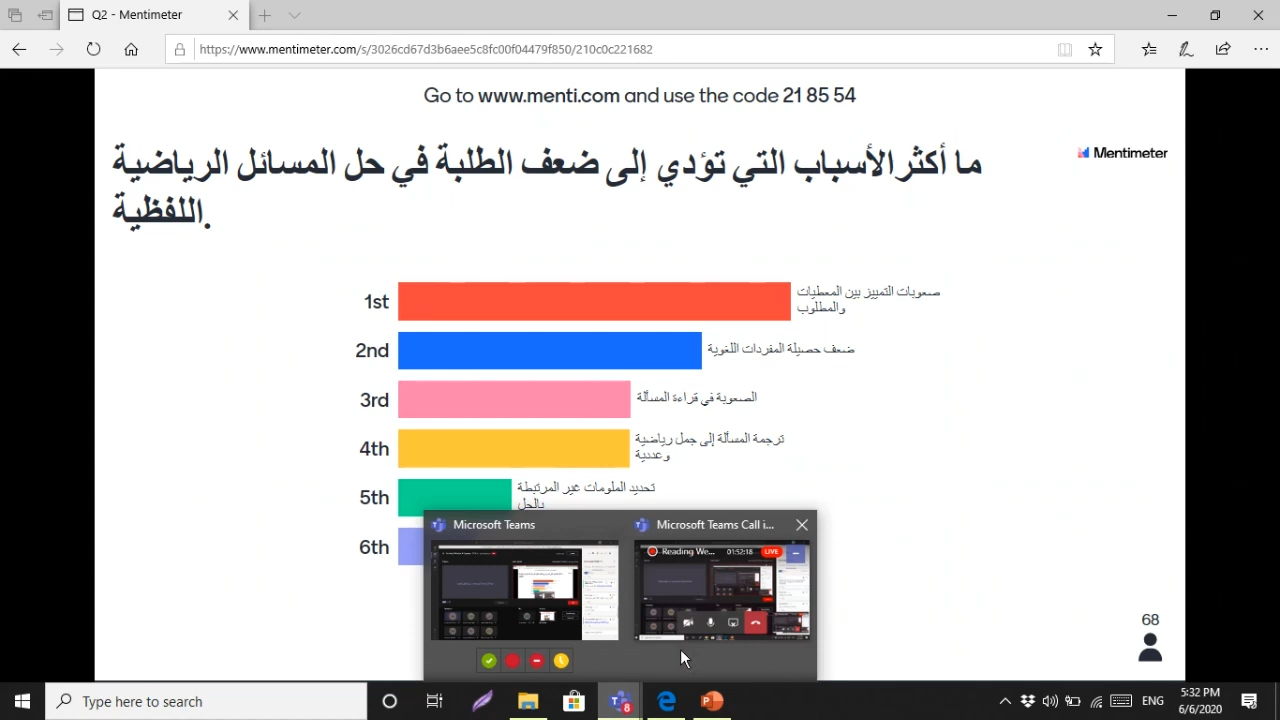 Q2 - Mentimeter
https://www.mentimeter.com/s/3026cd67d3b6aee5c8fc00f04479f850/210c0c221682
Go to www.menti.com and use the code 21 85 54
Mentimeter
ما أكثرالأسباب التي تؤدي إلى ضعف الطلبة في حل المسائل الرياضية
اللفظية.
1st
صعوبات التمييز بين المعطيات
والمطلوب
2nd
ضعف حصيلة المفردات اللغوية
3rd
الصعوبة في قراءة المسألة
4th
ترجمة المسألة إلى جمل رياضية
وعددية
5th
تحديد الملومات غير المرتبطة
بالحل
6th
Microsoft Teams
Microsoft Teams Call i...
Reading We...
01:52:18
LIVE
68
Type here to search
8
ENG
5:32 PM
6/6/2020